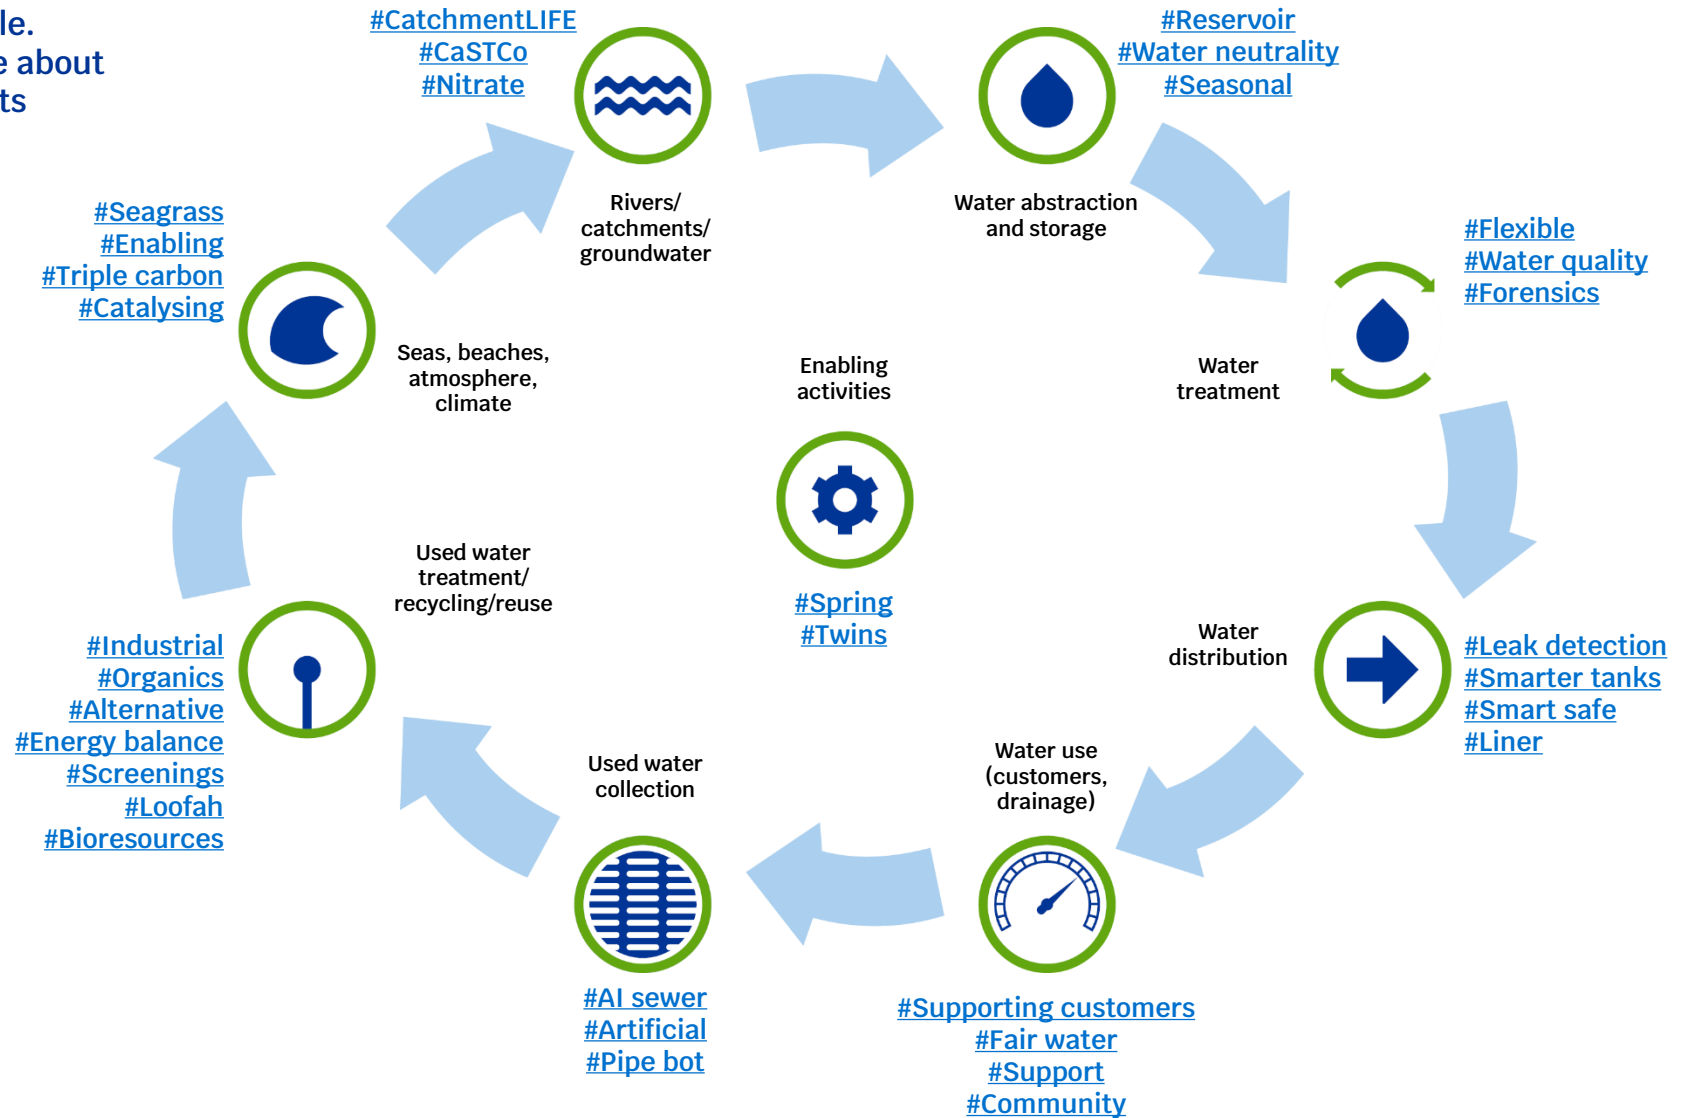 le.
e about
ts
#CatchmentLIFE
#CaSTCo
#Nitrate
Rivers/
catchments/
groundwater
#Reservoir
#Water neutrality
#Seasonal
Water abstraction
and storage
#Flexible
#Water quality
#Forensics
Water
treatment
#Leak detection
#Smarter tanks
#Smart safe
#Liner
Water
distribution
Water use
(customers,
drainage)
#Supporting customers
#Fair water
#Support
#Community
Used water
collection
#AI sewer
#Artificial
#Pipe bot
Used water
treatment/
recycling/reuse
#Industrial
#Organics
#Alternative
#Energy balance
#Screenings
#Loofah
#Bioresources
#Seagrass
#Enabling
#Triple carbon
#Catalysing
Seas, beaches,
atmosphere,
climate
Enabling
activities
#Spring
#Twins